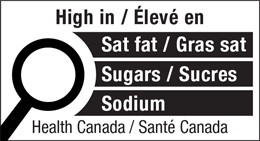 High in / Élevé en
Sat fat / Gras sat
Sugars / Sucres
Sodium
Health Canada / Santé Canada